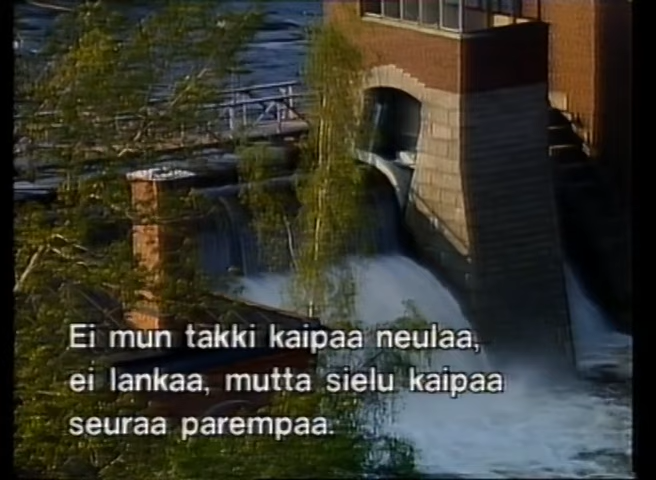 Ei mun takki kaipaa neulaa,
ei lankaa, mutta sielu kaipaa
seuraa parempaa.